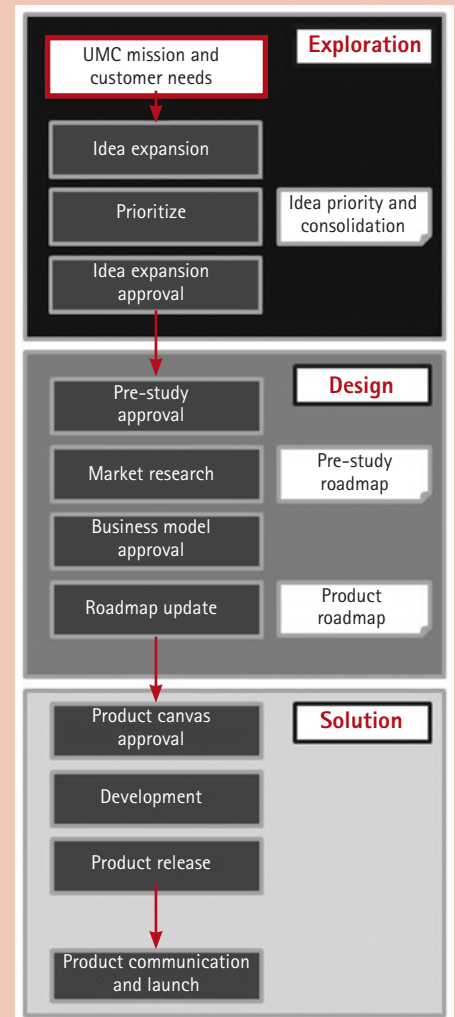 Exploration
UMC mission and
customer needs
Idea expansion
Prioritize
Idea priority and
consolidation
Idea expansion
approval
Design
Pre-study
approval
Market research
Pre-study
roadmap
Business model
approval
Roadmap update
Product
roadmap
Solution
Product canvas
approval
Development
Product release
Product communication
and launch